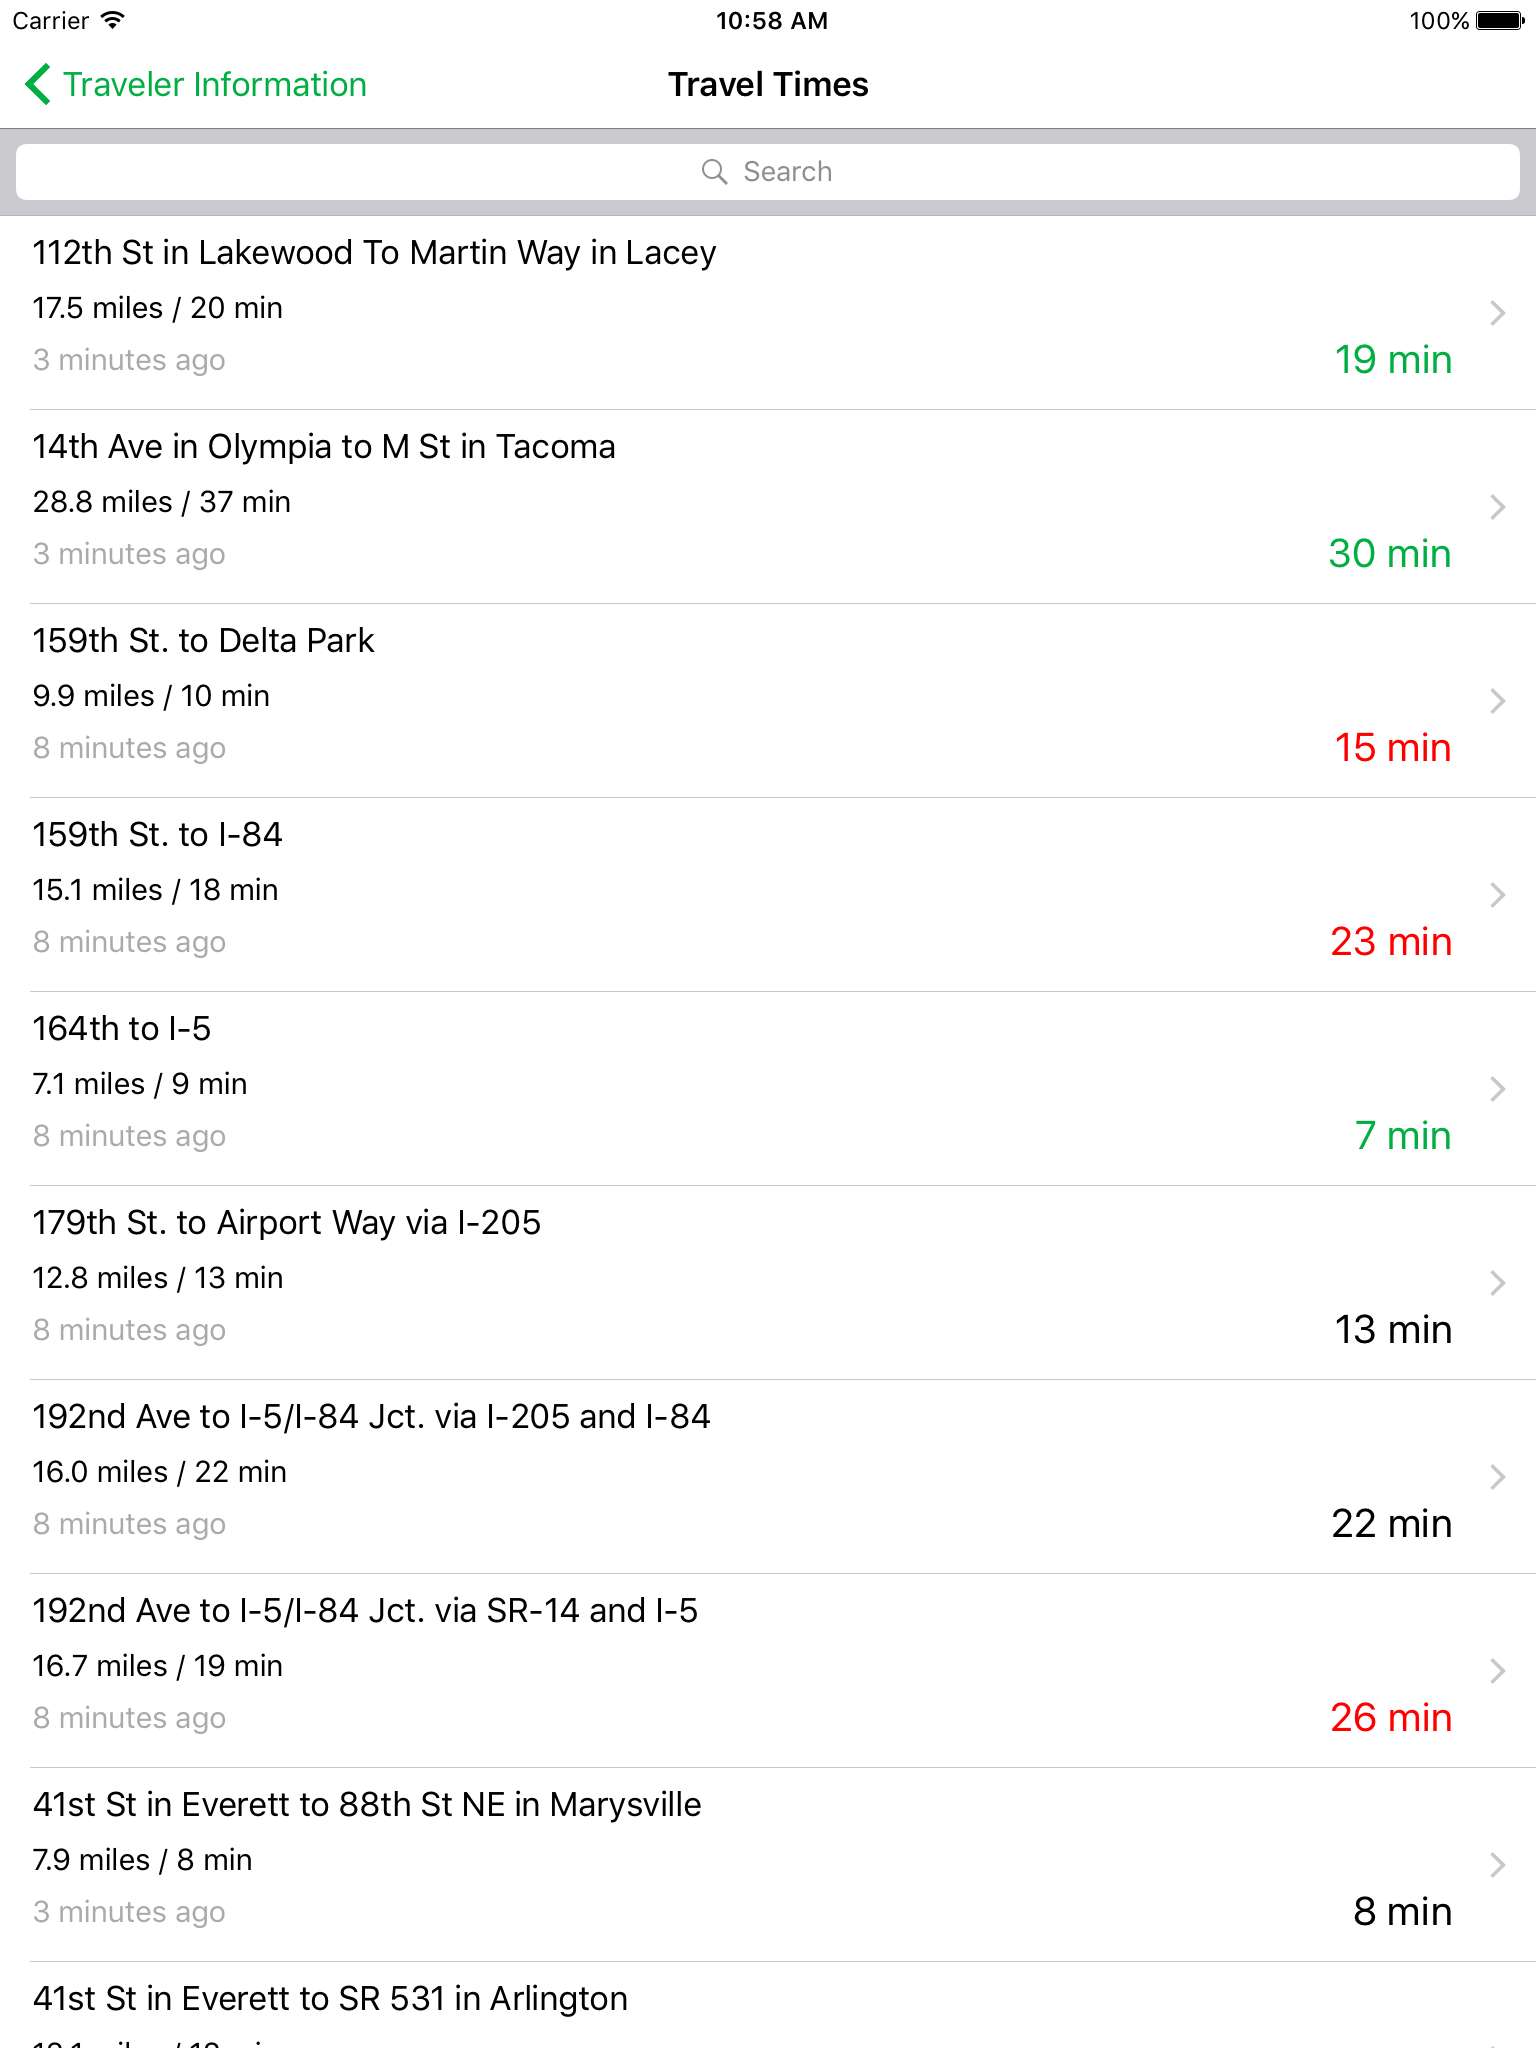 Carrier 10:58 AM 100%
Traveler Information Travel Times
Search
112th St in Lakewood To Martin Way in Lacey
17.5 miles / 20 min
3 minutes ago 19 min
14th Ave in Olympia to M St in Tacoma
28.8 miles / 37 min
3 minutes ago 30 min
159th St. to Delta Park
9.9 miles / 10 min
8 minutes ago 15 min
159th St. to I-84
15.1 miles / 18 min
8 minutes ago 23 min
164th to I-5
7.1 miles / 9 min
8 minutes ago 7 min
179th St. to Airport Way via I-205
12.8 miles / 13 min
8 minutes ago 13 min
192nd Ave to I-5/I-84 Jct. via I-205 and I-84
16.0 miles / 22 min
8 minutes ago 22 min
192nd Ave to I-5/I-84 Jct. via SR-14 and I-5
16.7 miles / 19 min
8 minutes ago 26 min
41st St in Everett to 88th St NE in Marysville
7.9 miles / 8 min
3 minutes ago 8 min
41st St in Everett to SR 531 in Arlington
miles / min